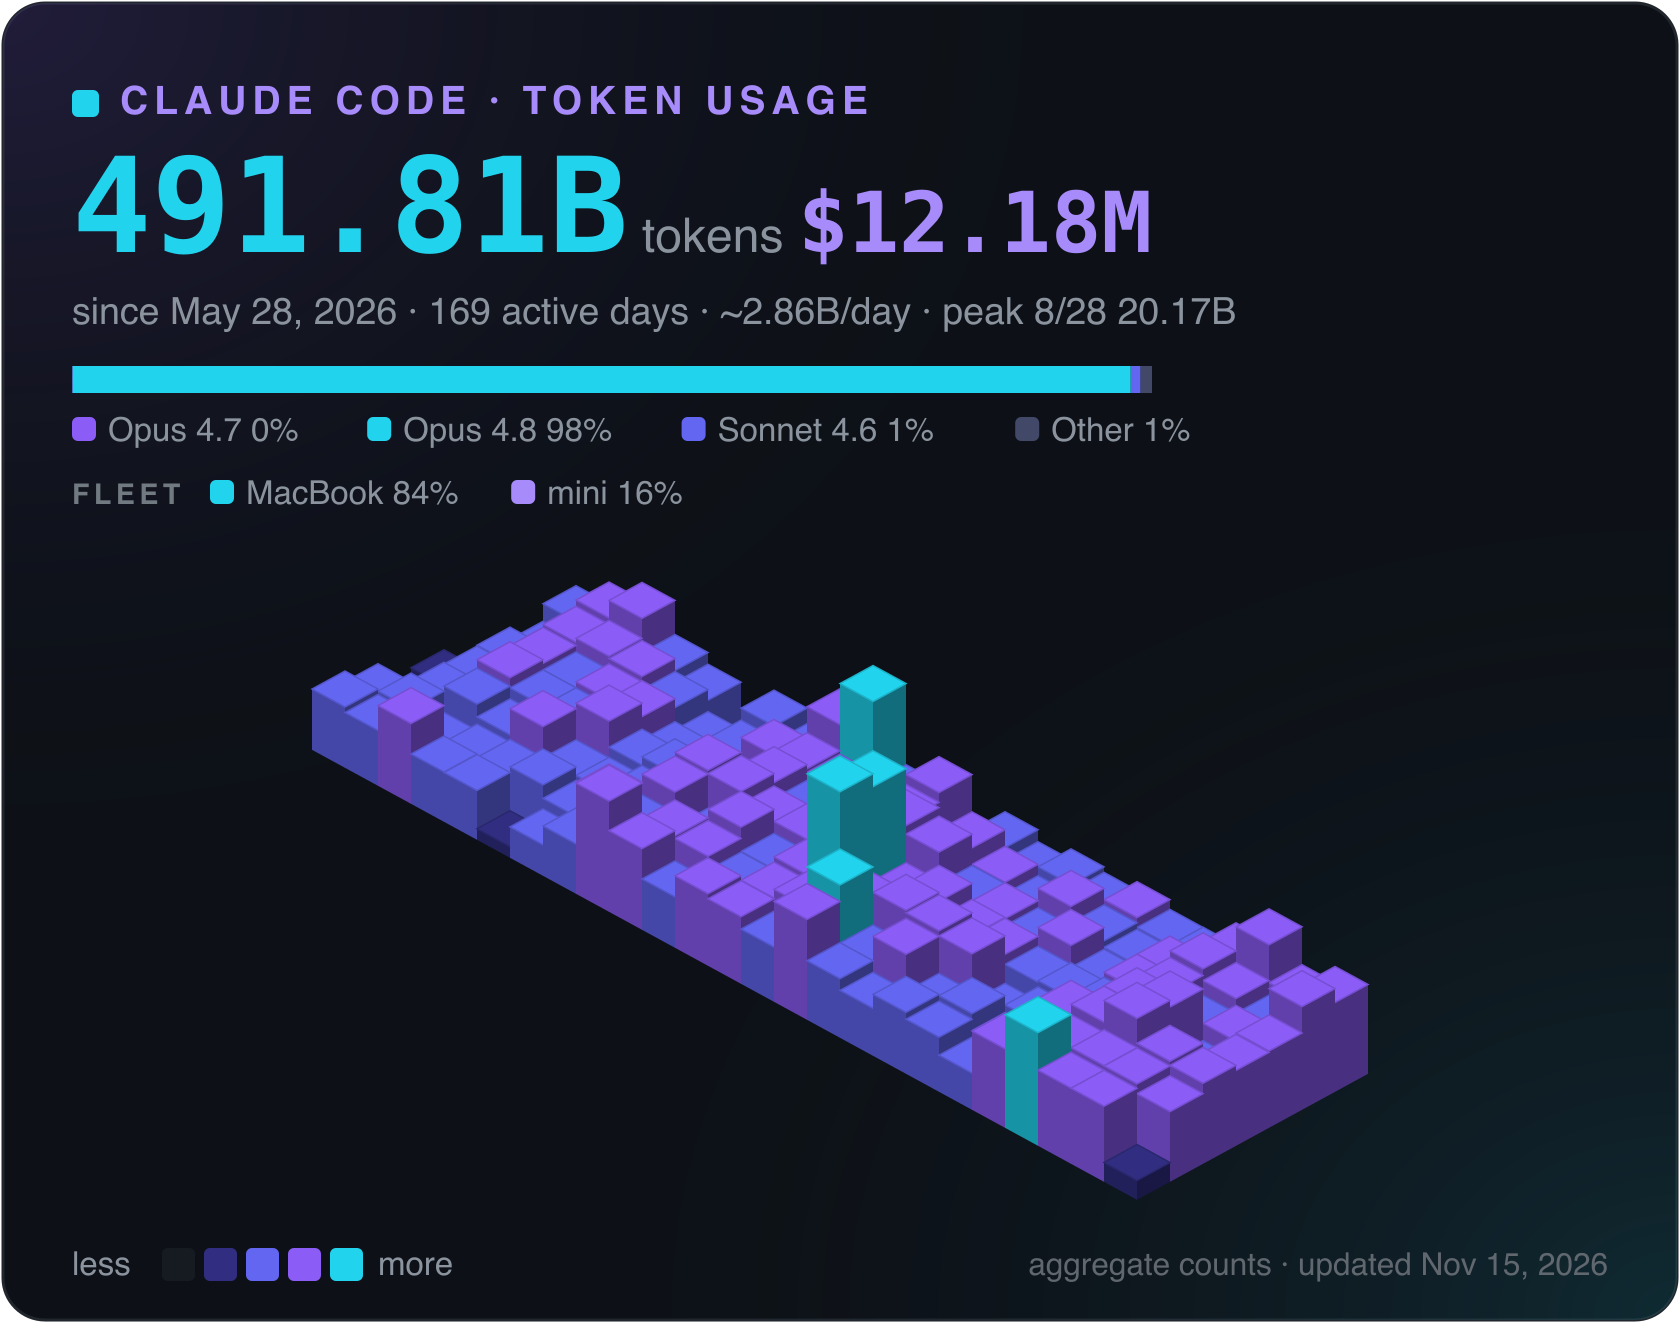 CLAUDE CODE · TOKEN USAGE
491.81B tokens $12.18M
since May 28, 2026 · 169 active days · ~2.86B/day · peak 8/28 20.17B
Opus 4.7 0% Opus 4.8 98% Sonnet 4.6 1% Other 1%
FLEET MacBook 84% mini 16%
less more
aggregate counts · updated Nov 15, 2026